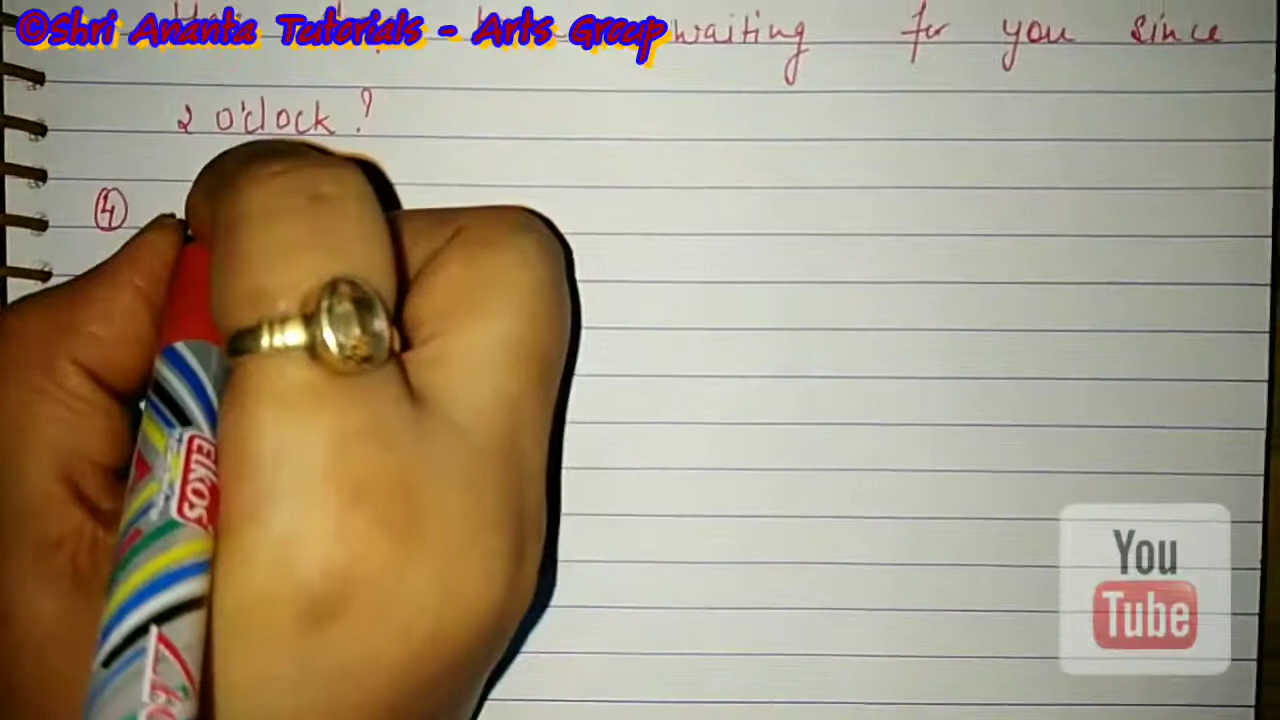 ©Shri Ananta Tutorials - Arts Group
waiting for you since
2 o'clock ?
4
elkos
You
Tube